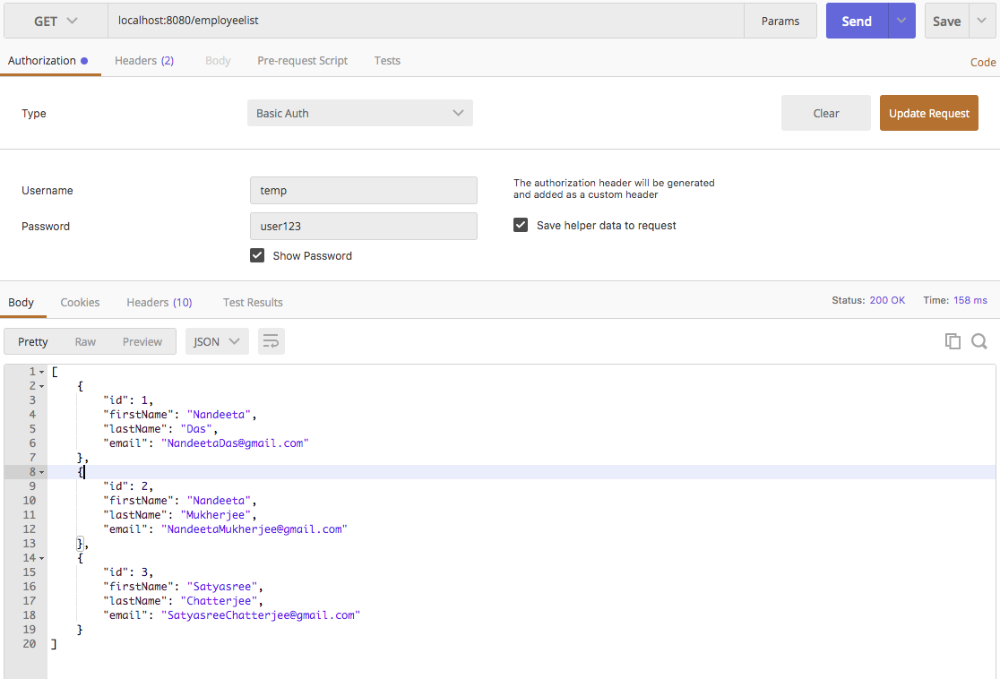 GET localhost:8080/employeelist Params Send Save
Authorization Headers (2) Body Pre-request Script Tests Code
Type Basic Auth Clear Update Request
Username temp
The authorization header will be generated
and added as a custom header
Password user123 Save helper data to request
Show Password
Body Cookies Headers (10) Test Results Status: 200 OK Time: 158 ms
Pretty Raw Preview JSON
1 [
2 {
3 "id": 1,
4 "firstName": "Nandeeta",
5 "lastName": "Das",
6 "email": "NandeetaDas@gmail.com"
7 },
8 {
9 "id": 2,
10 "firstName": "Nandeeta",
11 "lastName": "Mukherjee",
12 "email": "NandeetaMukherjee@gmail.com"
13 },
14 {
15 "id": 3,
16 "firstName": "Satyasree",
17 "lastName": "Chatterjee",
18 "email": "SatyasreeChatterjee@gmail.com"
19 }
20 ]